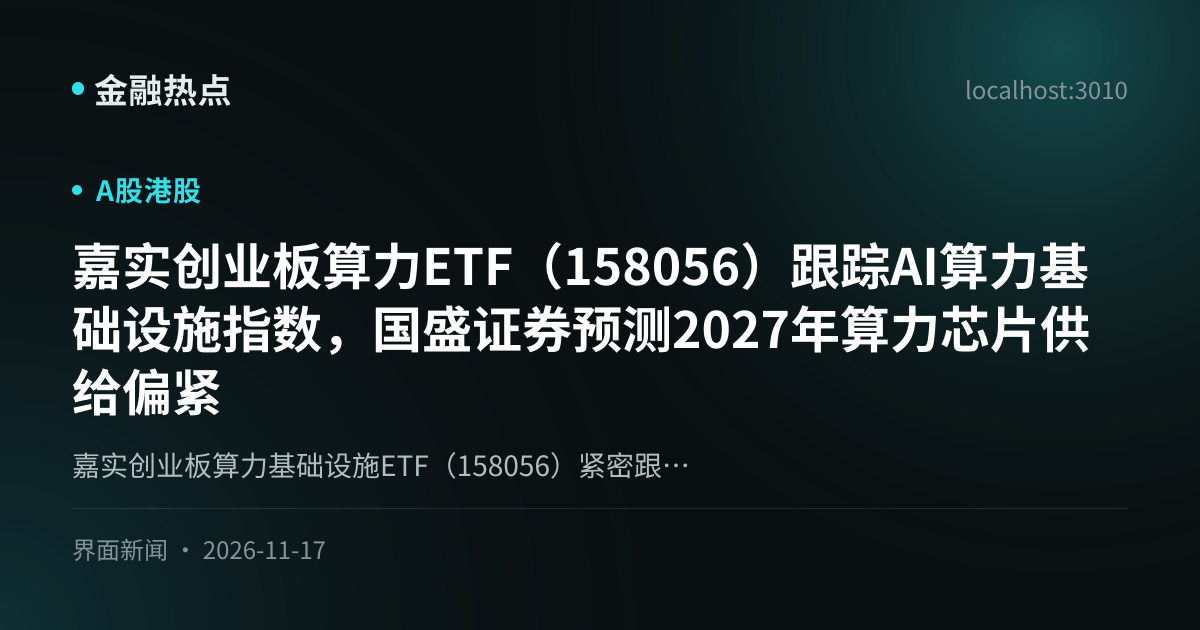 金融热点
localhost:3010
A股港股
嘉实创业板算力ETF（158056）跟踪AI算力基
础设施指数，国盛证券预测2027年算力芯片供
给偏紧
嘉实创业板算力基础设施ETF（158056）紧密跟…
界面新闻 • 2026-11-17